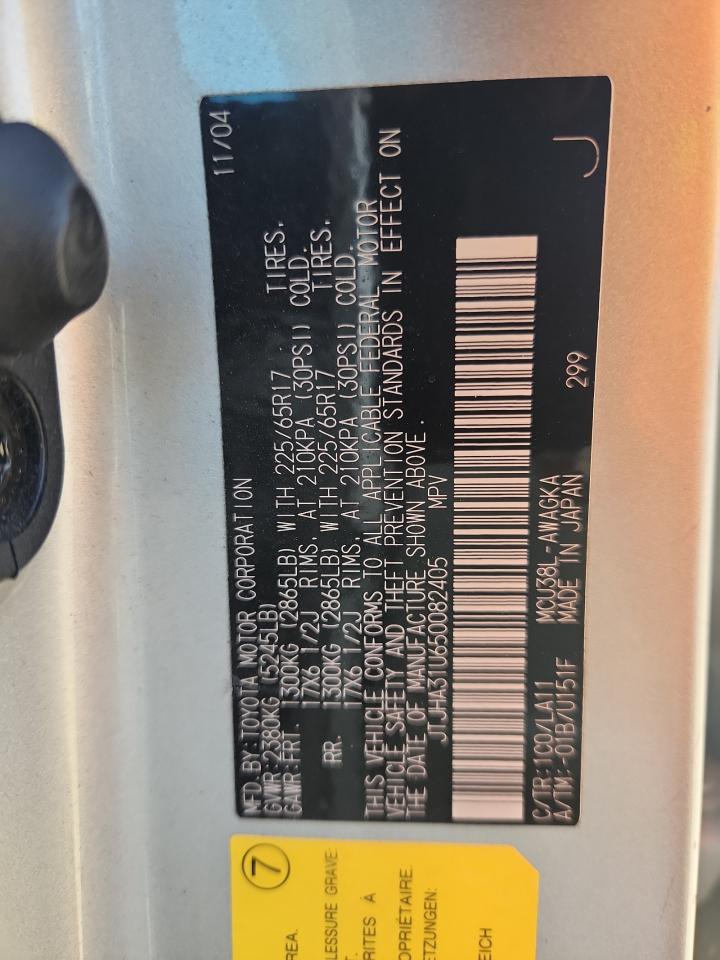 MFD BY:TOYOTA MOTOR CORPORATION 11/04
GVWR:2380KG (5245LB)
GAWR:FRT. 1300KG (2865LB) WITH 225/65R17 TIRES,
17X6 1/2J RIMS, AT 210KPA (30PSI) COLD.
RR. 1300KG (2865LB) WITH 225/65R17 TIRES,
17X6 1/2J RIMS, AT 210KPA (30PSI) COLD.
THIS VEHICLE CONFORMS TO ALL APPLICABLE FEDERAL MOTOR
VEHICLE SAFETY AND THEFT PREVENTION STANDARDS IN EFFECT ON
THE DATE OF MANUFACTURE SHOWN ABOVE.
JTJHA31U650082405 MPV
C/TR:1C0/LA11 MCU38L-AWAGKA
A/TM:-01B/U151F MADE IN JAPAN 299 J
7
REA.
LESSURE GRAVE:
T.
RITES À
OPRIÉTAIRE.
ETZUNGEN:
EICH